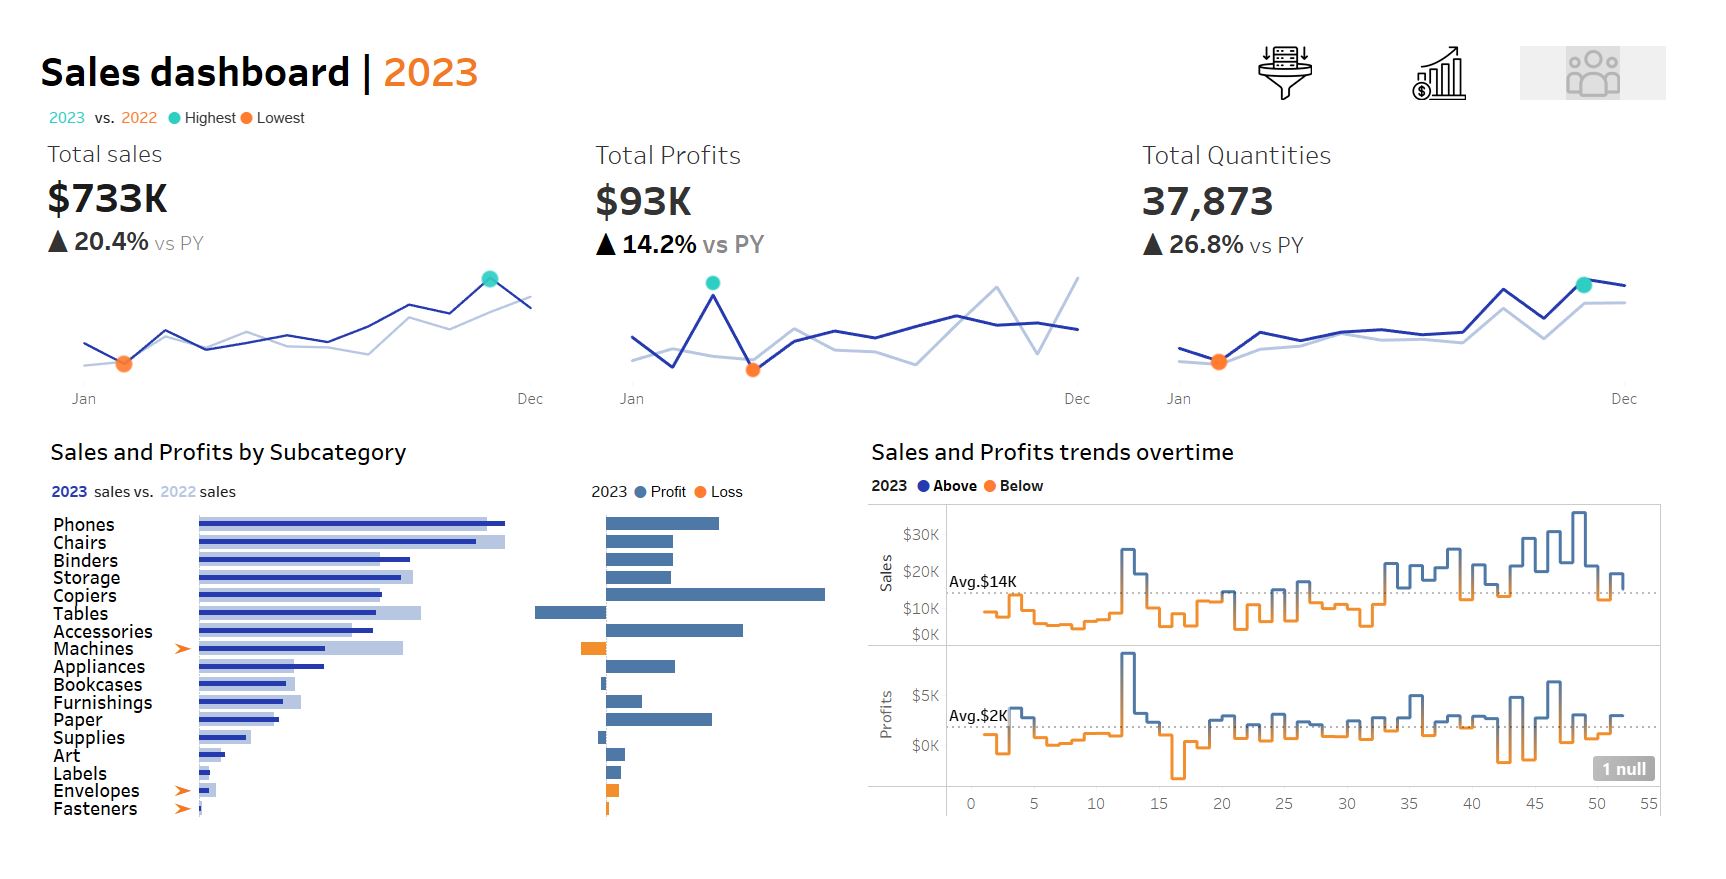 Sales dashboard | 2023
2023 vs. 2022 Highest Lowest
Total sales
$733K
▲ 20.4% vs PY
Jan Dec
Total Profits
$93K
▲ 14.2% vs PY
Jan Dec
Total Quantities
37,873
▲ 26.8% vs PY
Jan Dec
Sales and Profits by Subcategory
2023 sales vs. 2022 sales
2023 Profit Loss
Phones
Chairs
Binders
Storage
Copiers
Tables
Accessories
Machines
Appliances
Bookcases
Furnishings
Paper
Supplies
Art
Labels
Envelopes
Fasteners
Sales and Profits trends overtime
2023 Above Below
Sales
$30K
$20K
Avg.$14K
$10K
$0K
Profits
$5K
Avg.$2K
$0K
1 null
0 5 10 15 20 25 30 35 40 45 50 55